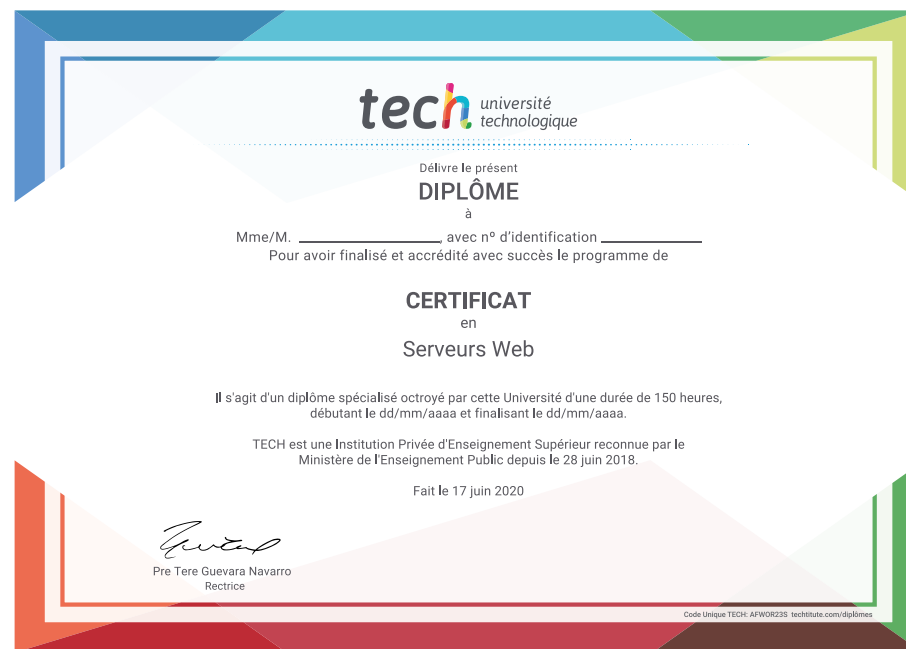 tech université
technologique
Délivre le présent
DIPLÔME
à
Mme/M. , avec nº d'identification
Pour avoir finalisé et accrédité avec succès le programme de
CERTIFICAT
en
Serveurs Web
Il s'agit d'un diplôme spécialisé octroyé par cette Université d'une durée de 150 heures,
débutant le dd/mm/aaaa et finalisant le dd/mm/aaaa.
TECH est une Institution Privée d'Enseignement Supérieur reconnue par le
Ministère de l'Enseignement Public depuis le 28 juin 2018.
Fait le 17 juin 2020
Pre Tere Guevara Navarro
Rectrice
Code Unique TECH: AFWOR23S techtitute.com/diplômes